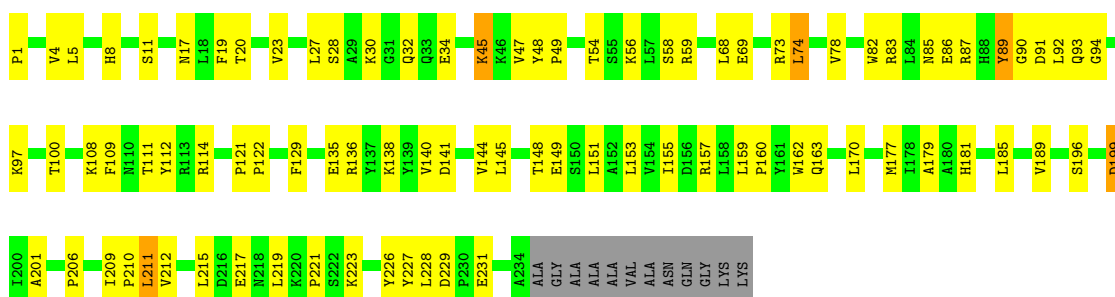 P1 V4 L5 H8 S11 N17 L18 F19 T20 V23 L27 S28 A29 K30 G31 Q32 Q33 E34 K45 K46 V47 Y48 P49 T54 S55 K56 L57 S58 R59 L68 E69 R73 L74 V78 W82 R83 L84 N85 E86 R87 H88 Y89 G90 D91 L92 Q93 G94
K97 T100 K108 F109 N110 T111 Y112 R113 R114 P121 P122 F129 E135 R136 Y137 K138 Y139 V140 D141 V144 L145 T148 E149 S150 L151 A152 L153 V154 I155 D156 R157 L158 L159 P160 Y161 W162 Q163 L170 M177 I178 A179 A180 H181 L185 V189 S196
I200 A201 P206 I209 P210 L211 V212 L215 D216 E217 N218 L219 K220 P221 S222 K223 Y226 Y227 L228 D229 P230 E231 A234 ALA GLY ALA ALA ALA VAL ALA ASN GLN GLY LYS LYS